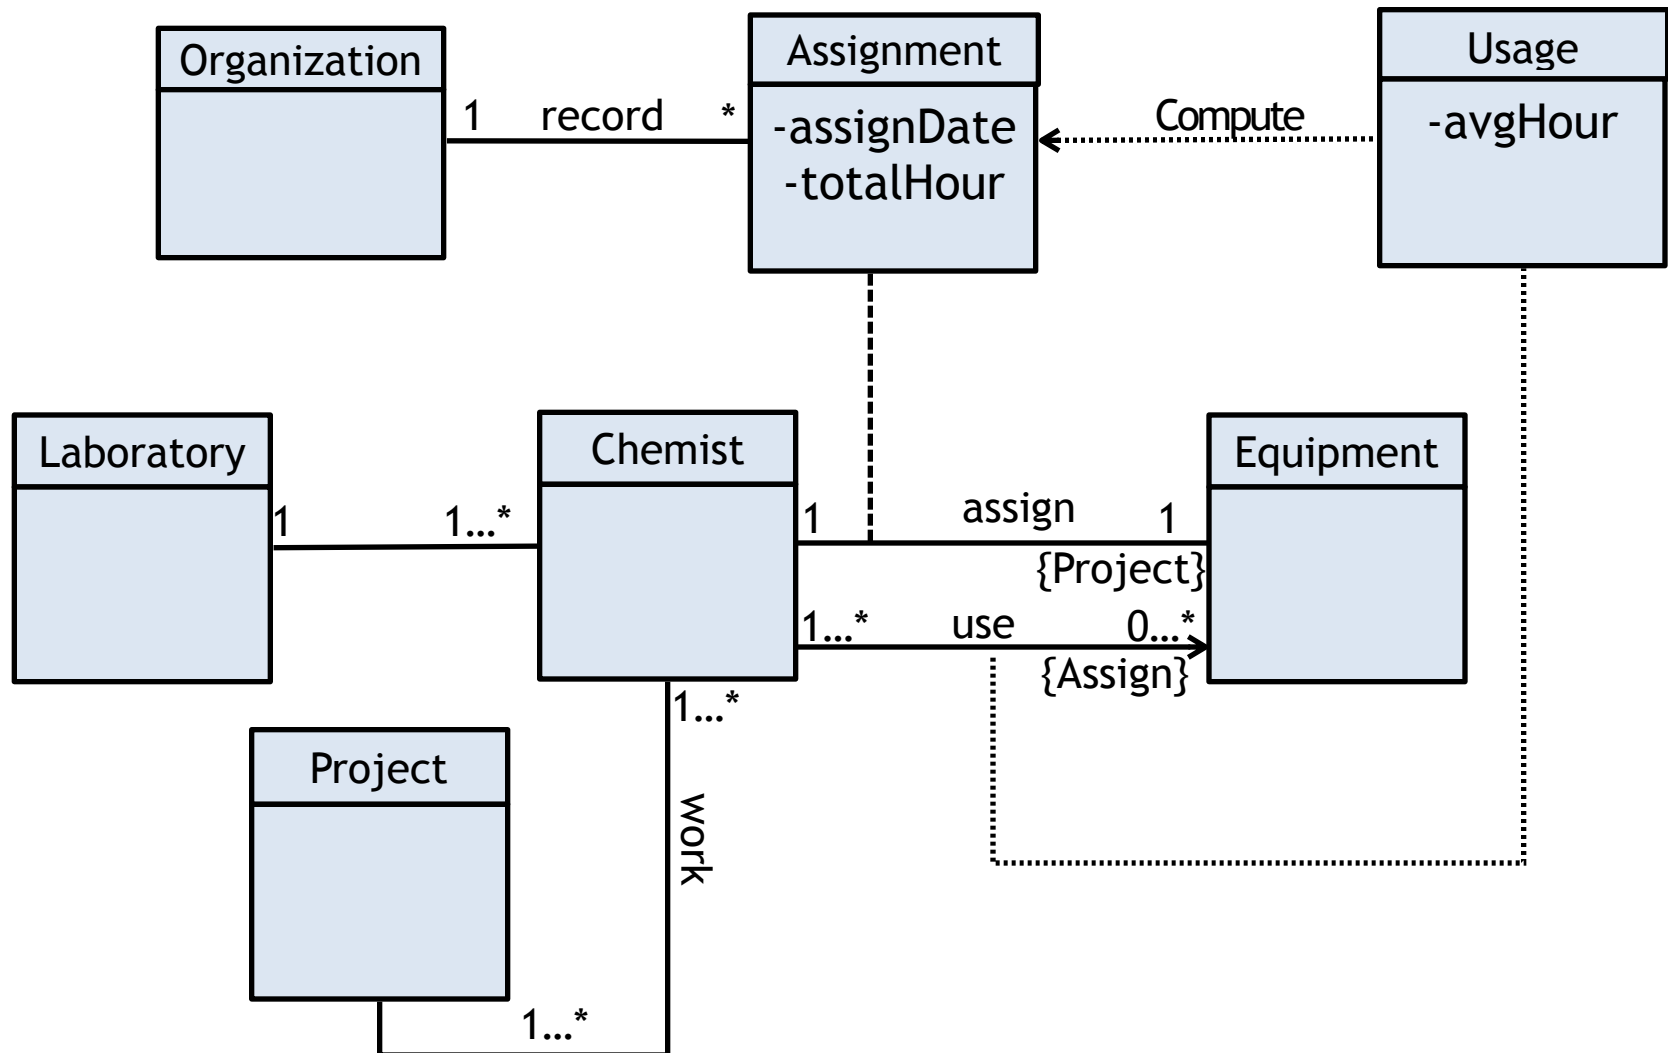 Organization
Assignment
Usage
1 record *
-assignDate
-totalHour
Compute
-avgHour
Laboratory
Chemist
Equipment
1 1...*
1 assign 1
{Project}
1...* use 0...*
{Assign}
1...*
Project
work
1...*